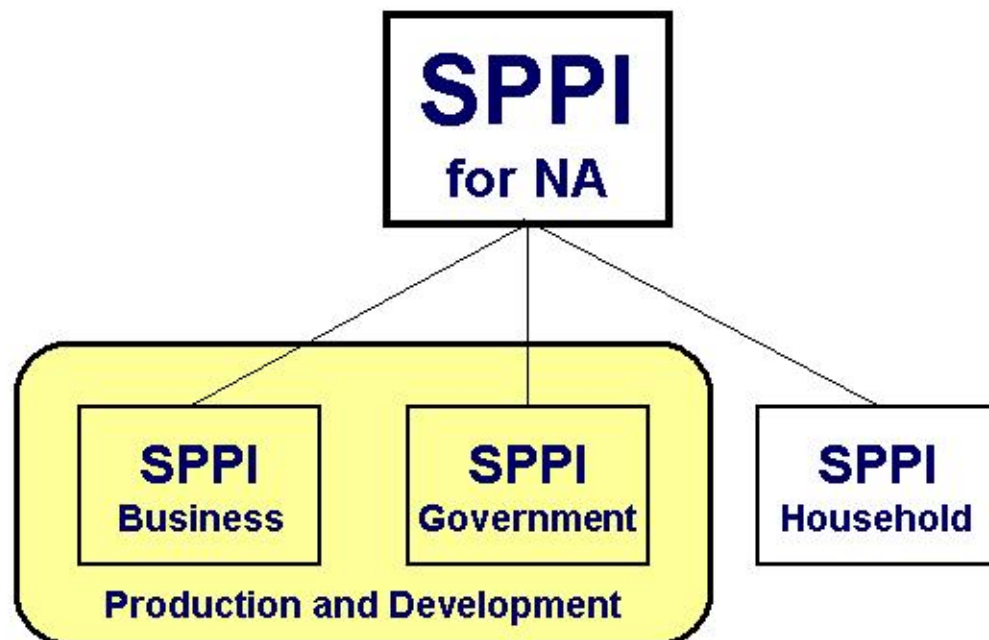 SPPI
for NA
SPPI
Business
SPPI
Government
SPPI
Household
Production and Development